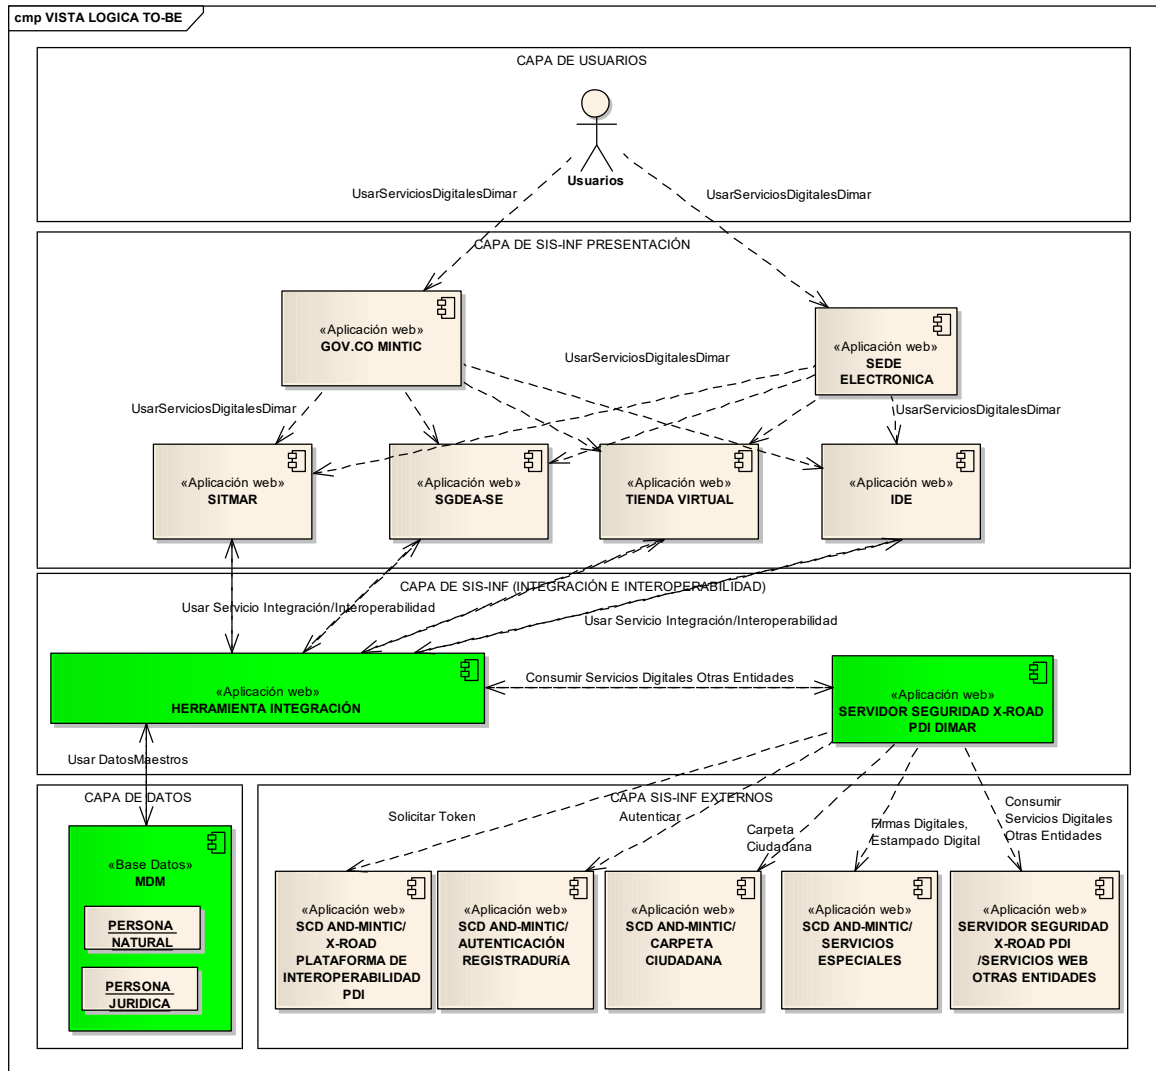 cmp VISTA LOGICA TO-BE
CAPA DE USUARIOS
Usuarios
UsarServiciosDigitalesDimar
UsarServiciosDigitalesDimar
CAPA DE SIS-INF PRESENTACIÓN
«Aplicación web»
GOV.CO MINTIC
«Aplicación web»
SEDE
ELECTRONICA
UsarServiciosDigitalesDimar
UsarServiciosDigitalesDimar
UsarServiciosDigitalesDimar
«Aplicación web»
SITMAR
«Aplicación web»
SGDEA-SE
«Aplicación web»
TIENDA VIRTUAL
«Aplicación web»
IDE
CAPA DE SIS-INF (INTEGRACIÓN E INTEROPERABILIDAD)
Usar Servicio Integración/Interoperabilidad
Usar Servicio Integración/Interoperabilidad
«Aplicación web»
HERRAMIENTA INTEGRACIÓN
Consumir Servicios Digitales Otras Entidades
«Aplicación web»
SERVIDOR SEGURIDAD X-ROAD
PDI DIMAR
Usar DatosMaestros
CAPA DE DATOS
«Base Datos»
MDM
PERSONA
NATURAL
PERSONA
JURIDICA
CAPA SIS-INF EXTERNOS
Solicitar Token
Autenticar
Carpeta
Ciudadana
Firmas Digitales,
Estampado Digital
Consumir
Servicios Digitales
Otras Entidades
«Aplicación web»
SCD AND-MINTIC/
X-ROAD
PLATAFORMA DE
INTEROPERABILIDAD
PDI
«Aplicación web»
SCD AND-MINTIC/
AUTENTICACIÓN
REGISTRADURíA
«Aplicación web»
SCD AND-MINTIC/
CARPETA
CIUDADANA
«Aplicación web»
SCD AND-MINTIC/
SERVICIOS
ESPECIALES
«Aplicación web»
SERVIDOR SEGURIDAD
X-ROAD PDI
/SERVICIOS WEB
OTRAS ENTIDADES